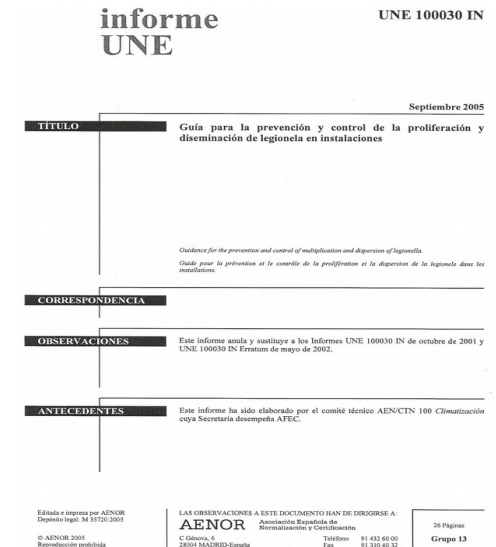 informe
UNE
UNE 100030 IN
Septiembre 2005
TÍTULO
Guía para la prevención y control de la proliferación y
diseminación de legionela en instalaciones
Guidance for the prevention and control of multiplication and dispersion of legionella.
Guide pour la prévention et le contrôle de la prolifération et la dispersion de la legionele dans les
installations.
CORRESPONDENCIA
OBSERVACIONES
Este informe anula y sustituye a los Informes UNE 100030 IN de octubre de 2001 y
UNE 100030 IN Erratum de mayo de 2002.
ANTECEDENTES
Este informe ha sido elaborado por el comité técnico AEN/CTN 100 Climatización
cuya Secretaría desempeña AFEC.
Editada e impresa por AENOR
Depósito legal: M 35720:2005
© AENOR 2005
Reproducción prohibida
LAS OBSERVACIONES A ESTE DOCUMENTO HAN DE DIRIGIRSE A:
AENOR Asociación Española de
Normalización y Certificación
C Génova, 6
28004 MADRID-España
Teléfono 91 432 60 00
Fax 91 310 40 32
26 Páginas
Grupo 13